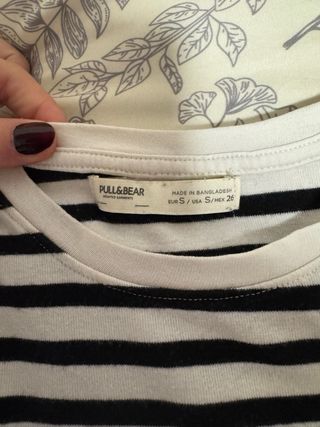 PULL&BEAR
MADE IN BANGLADESH
EUR S / USA S / MEX 26